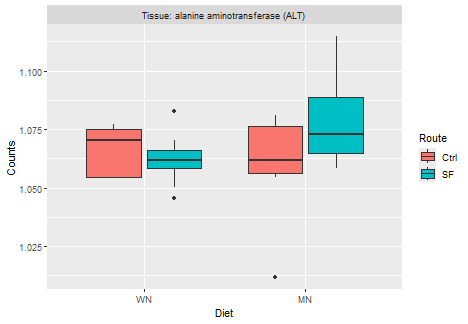 Tissue: alanine aminotransferase (ALT)
1.100
1.075
1.050
1.025
Counts
WN
MN
Diet
Route
Ctrl
SF